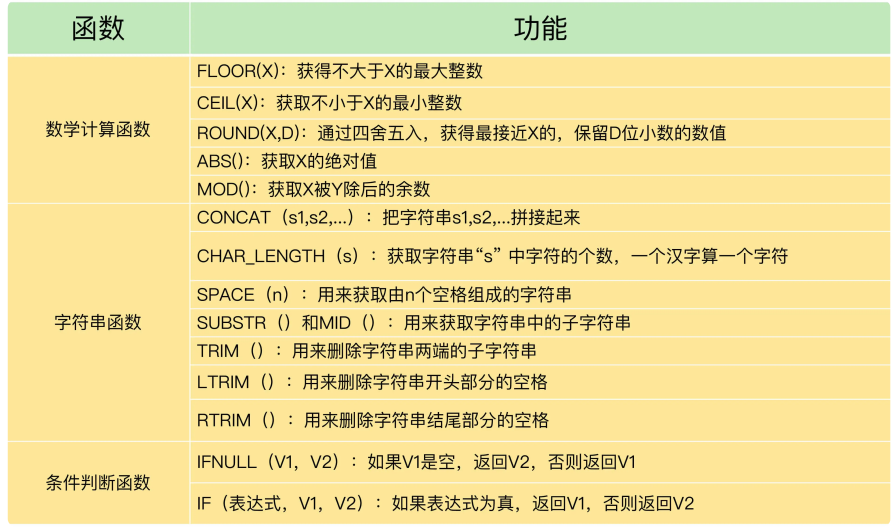 函数
功能
数学计算函数
FLOOR(X)：获得不大于X的最大整数
CEIL(X)：获取不小于X的最小整数
ROUND(X,D)：通过四舍五入，获得最接近X的，保留D位小数的数值
ABS()：获取X的绝对值
MOD()：获取X被Y除后的余数
字符串函数
CONCAT（s1,s2,...）：把字符串s1,s2,...拼接起来
CHAR_LENGTH（s）：获取字符串“s” 中字符的个数，一个汉字算一个字符
SPACE（n）：用来获取由n个空格组成的字符串
SUBSTR（）和MID（）：用来获取字符串中的子字符串
TRIM（）：用来删除字符串两端的子字符串
LTRIM（）：用来删除字符串开头部分的空格
RTRIM（）：用来删除字符串结尾部分的空格
条件判断函数
IFNULL（V1，V2）：如果V1是空，返回V2，否则返回V1
IF（表达式，V1，V2）：如果表达式为真，返回V1，否则返回V2